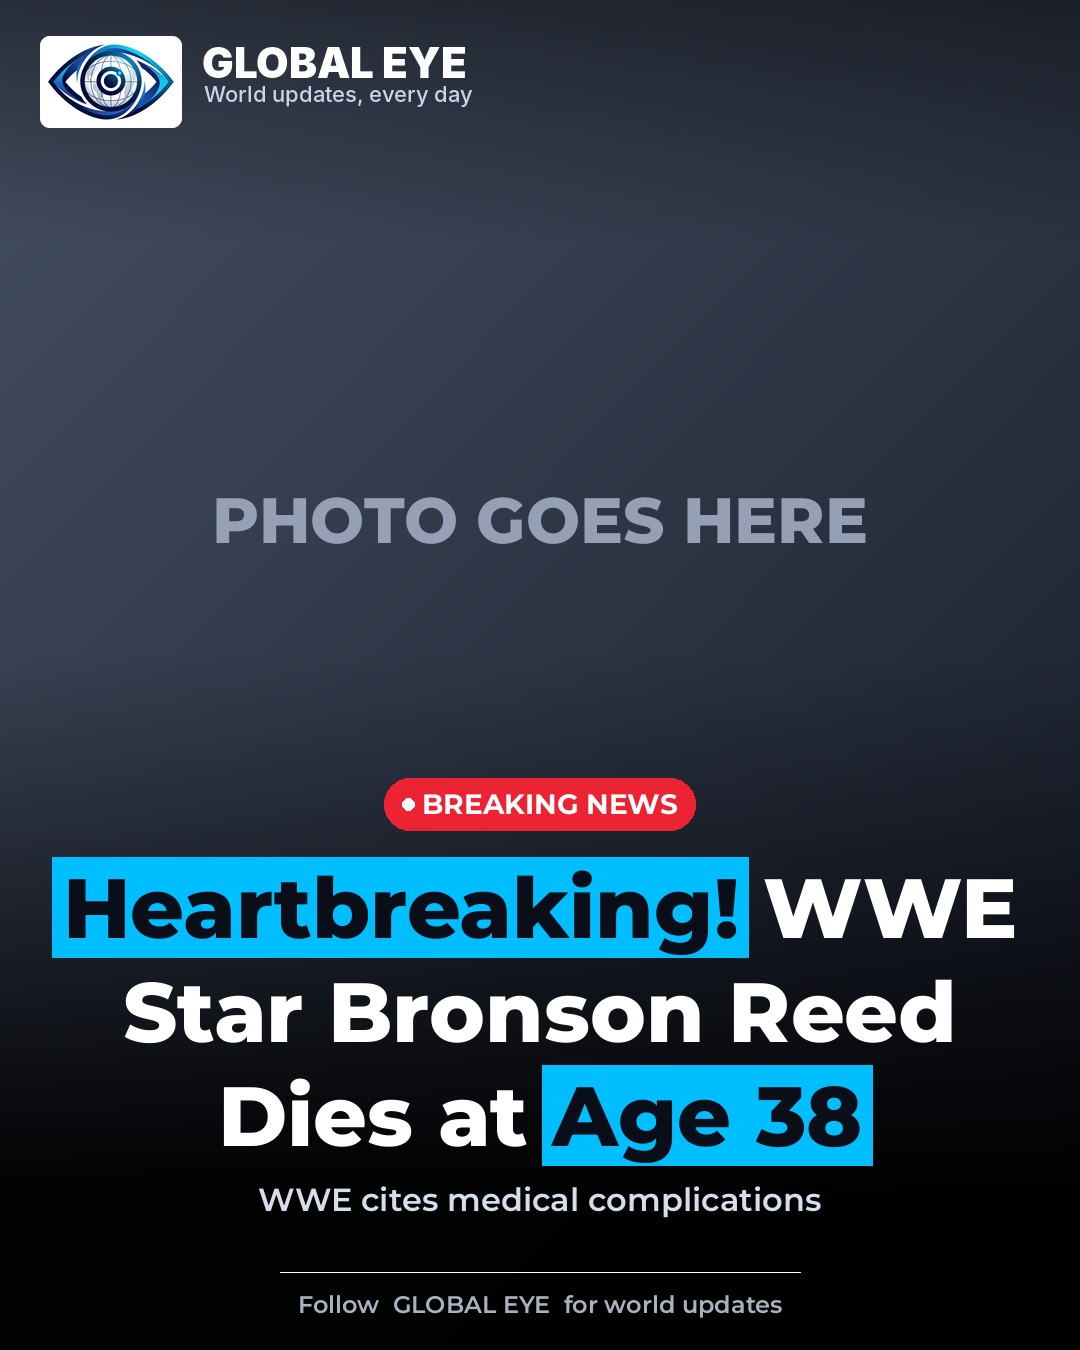 GLOBAL EYE
World updates, every day
PHOTO GOES HERE
BREAKING NEWS
Heartbreaking! WWE
Star Bronson Reed
Dies at Age 38
WWE cites medical complications
Follow GLOBAL EYE for world updates